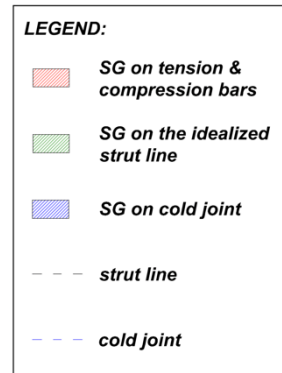 LEGEND:
SG on tension &
compression bars
SG on the idealized
strut line
SG on cold joint
strut line
cold joint